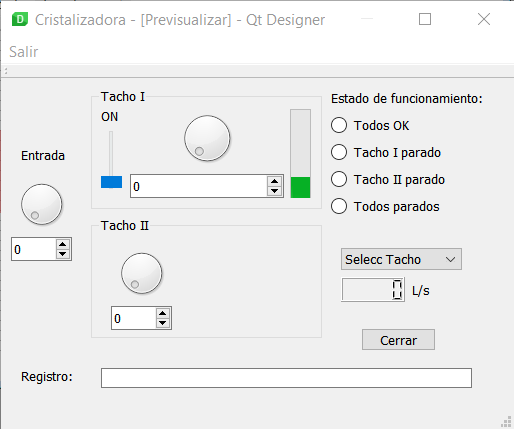 D Cristalizadora - [Previsualizar] - Qt Designer
Salir
Tacho I
ON
0
Entrada
0
Tacho II
0
Estado de funcionamiento:
Todos OK
Tacho I parado
Tacho II parado
Todos parados
Selecc Tacho
0 L/s
Cerrar
Registro: